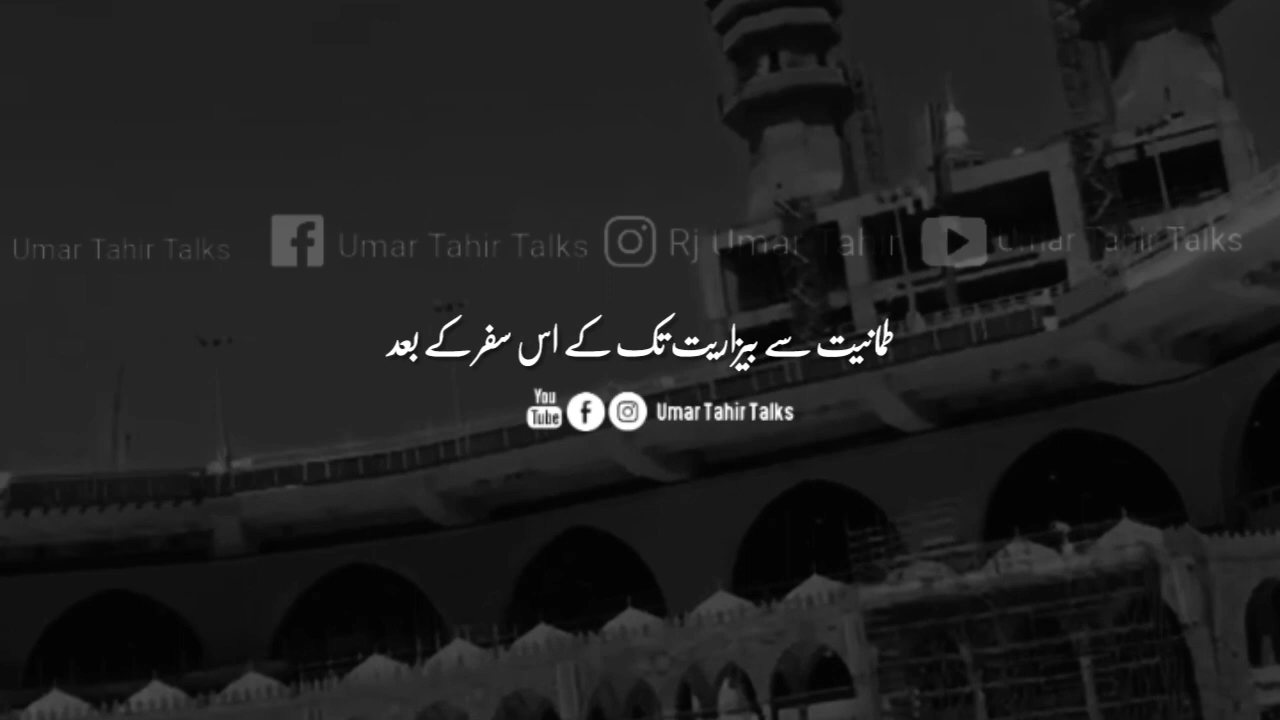 Umar Tahir Talks Umar Tahir Talks Rj Umar Tahir Umar Tahir Talks
طمانیت سے بیزاریت تک کے اس سفر کے بعد
You Tube Umar Tahir Talks